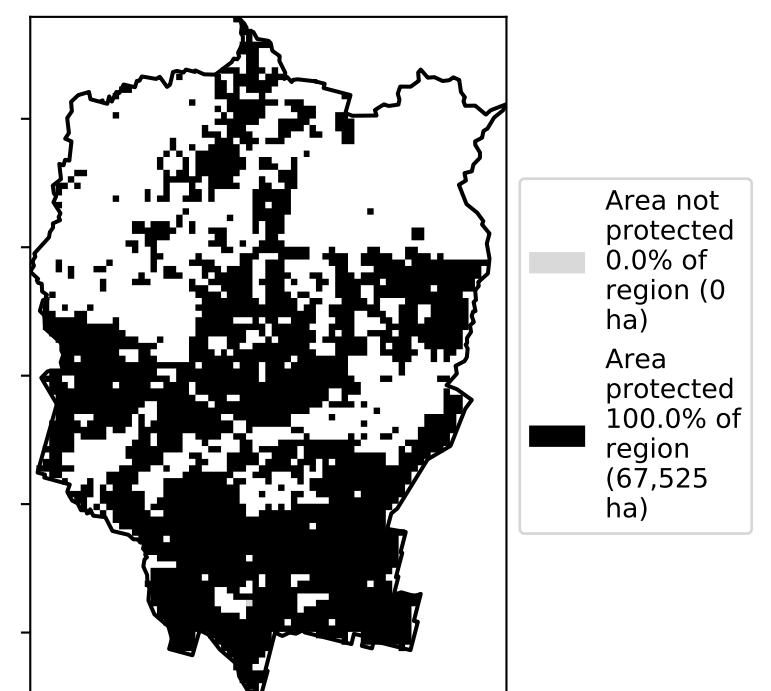 Area not
protected
0.0% of
region (0
ha)
Area
protected
100.0% of
region
(67,525
ha)